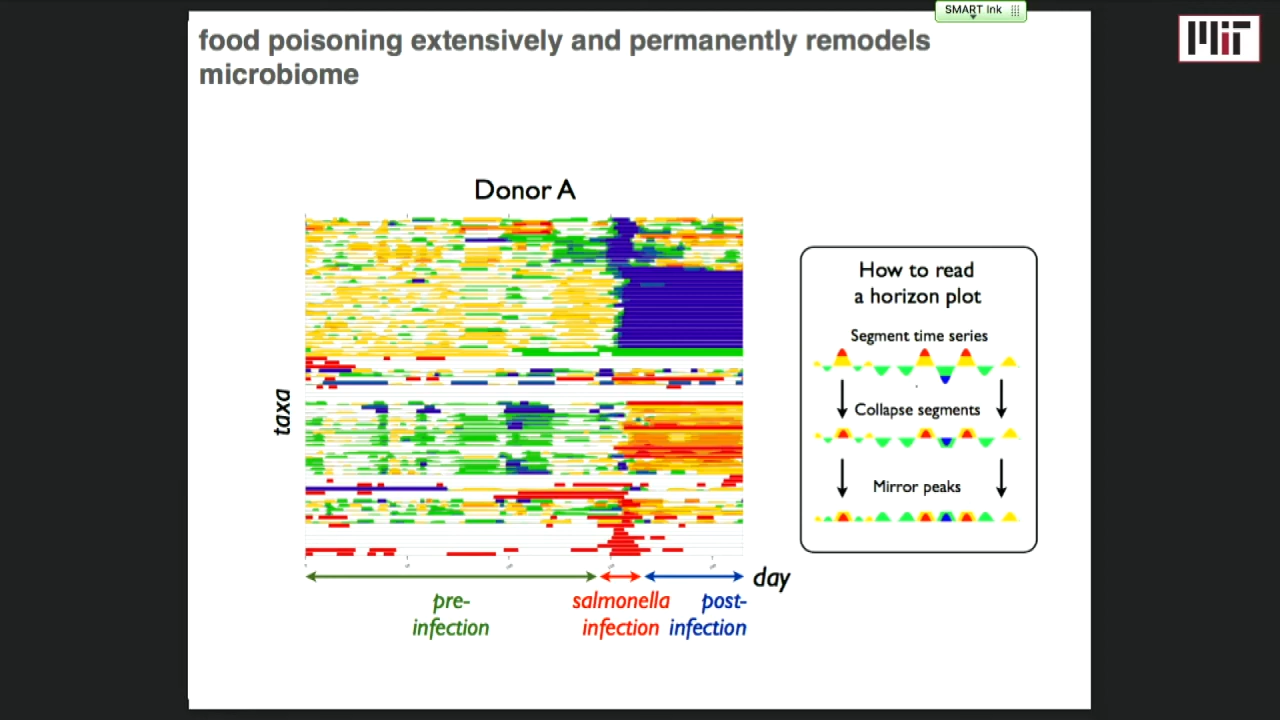 SMART Ink
MIT
food poisoning extensively and permanently remodels
microbiome
Donor A
taxa
day
pre-
infection
salmonella
infection
post-
infection
How to read
a horizon plot
Segment time series
Collapse segments
Mirror peaks